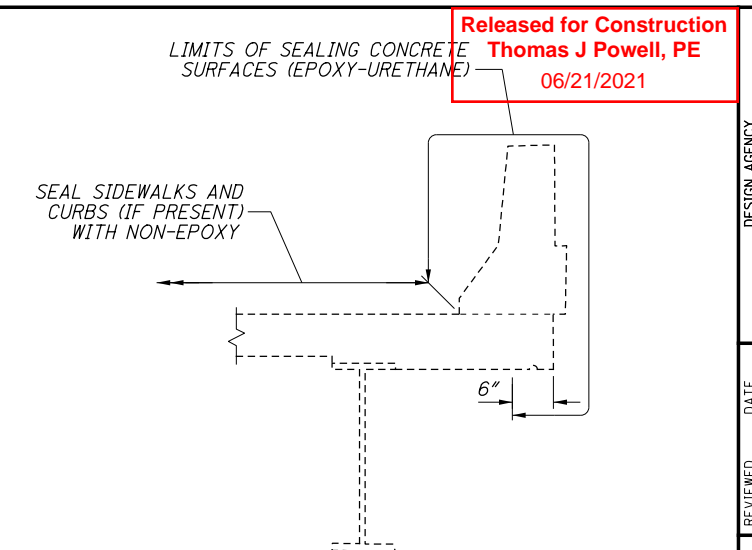 Released for Construction
Thomas J Powell, PE
06/21/2021
LIMITS OF SEALING CONCRETE
SURFACES (EPOXY-URETHANE)
SEAL SIDEWALKS AND
CURBS (IF PRESENT)
WITH NON-EPOXY
6"
DESIGN AGENCY
DATE
REVIEWED